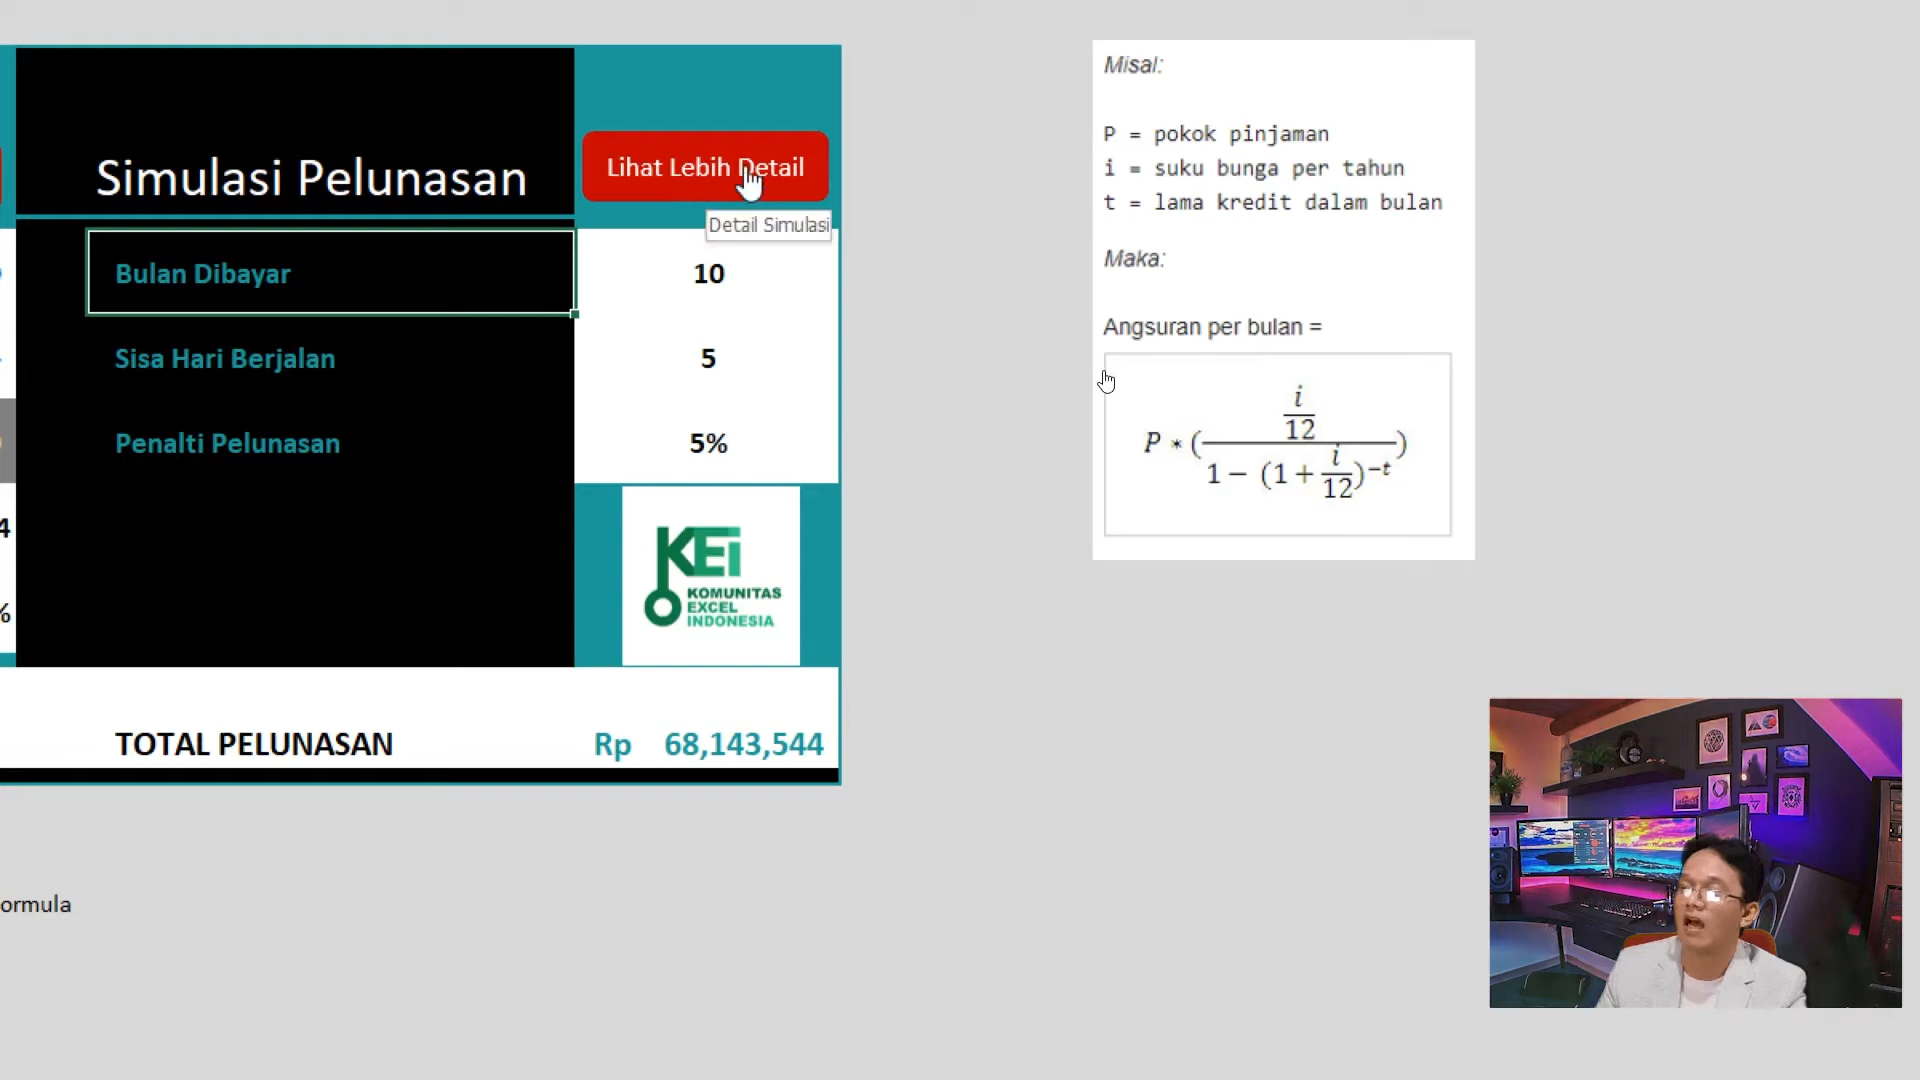 Simulasi Pelunasan
Lihat Lebih Detail
Detail Simulasi
Bulan Dibayar 10
Sisa Hari Berjalan 5
Penalti Pelunasan 5%
4
%
KEi
KOMUNITAS
EXCEL
INDONESIA
TOTAL PELUNASAN Rp 68,143,544
ormula
Misal:
P = pokok pinjaman
i = suku bunga per tahun
t = lama kredit dalam bulan
Maka:
Angsuran per bulan =
i
12
P * ( )
1 − (1 + i/12)^−t